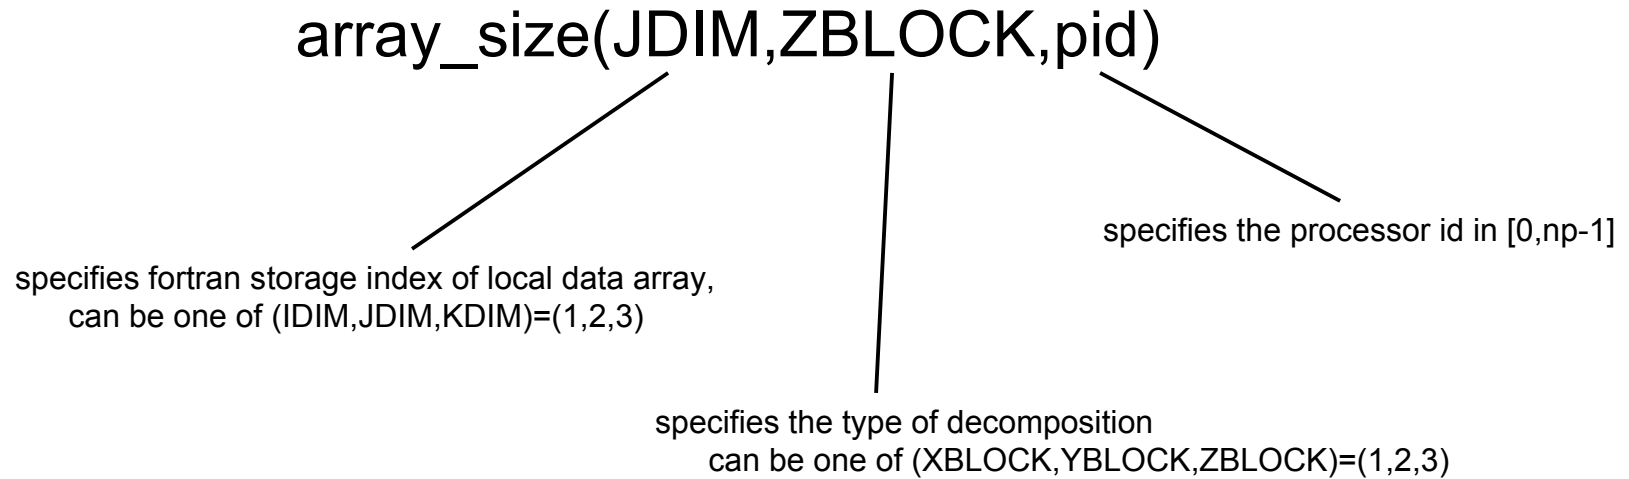 array_size(JDIM,ZBLOCK,pid)
specifies the processor id in [0,np-1]
specifies fortran storage index of local data array,
can be one of (IDIM,JDIM,KDIM)=(1,2,3)
specifies the type of decomposition
can be one of (XBLOCK,YBLOCK,ZBLOCK)=(1,2,3)